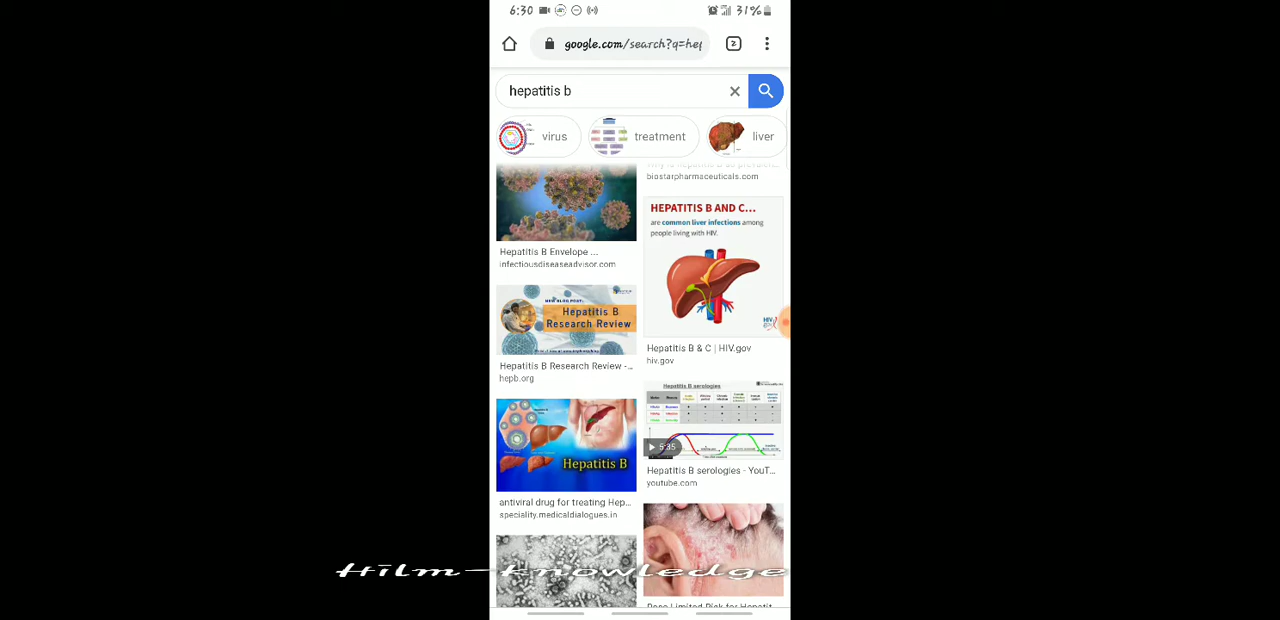 6:30
31%
google.com/search?q=hep
2
hepatitis b
virus
treatment
liver
biostarpharmaceuticals.com
Hepatitis B Envelope ...
infectiousdiseaseadvisor.com
HEPATITIS B AND C...
are common liver infections among
people living with HIV.
Hepatitis B & C | HIV.gov
hiv.gov
Hepatitis B
Research Review
Hepatitis B Research Review -...
hepb.org
Hepatitis B serologies
5:35
Hepatitis B serologies - YouT...
youtube.com
Hepatitis B
antiviral drug for treating Hep...
speciality.medicaldialogues.in
Hilm-knowledge